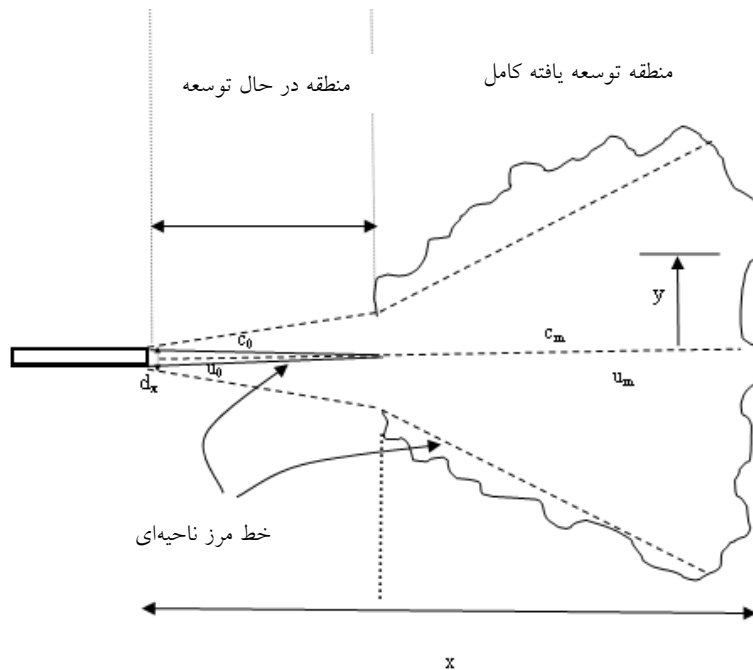 منطقه توسعه یافته کامل
منطقه در حال توسعه
y
c₀
cₘ
u₀
uₘ
dₓ
خط مرز ناحیه‌ای
x